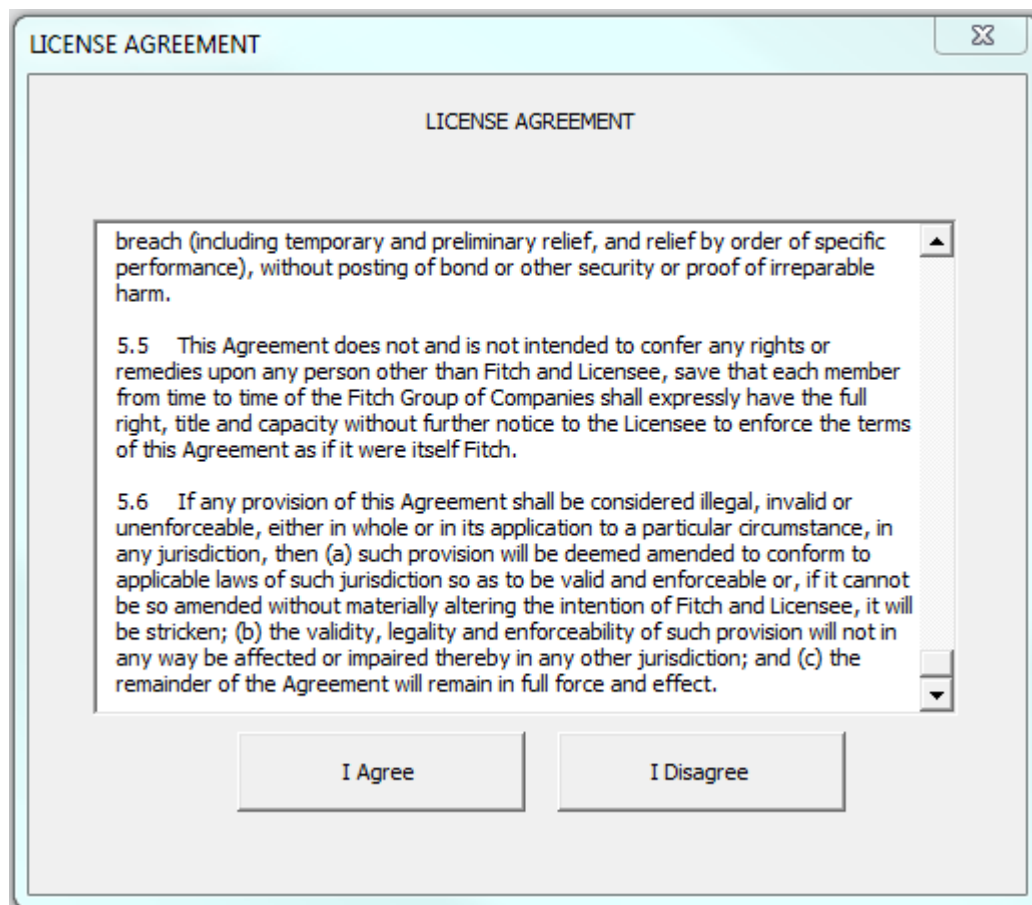 LICENSE AGREEMENT
LICENSE AGREEMENT
breach (including temporary and preliminary relief, and relief by order of specific
performance), without posting of bond or other security or proof of irreparable
harm.
5.5 This Agreement does not and is not intended to confer any rights or
remedies upon any person other than Fitch and Licensee, save that each member
from time to time of the Fitch Group of Companies shall expressly have the full
right, title and capacity without further notice to the Licensee to enforce the terms
of this Agreement as if it were itself Fitch.
5.6 If any provision of this Agreement shall be considered illegal, invalid or
unenforceable, either in whole or in its application to a particular circumstance, in
any jurisdiction, then (a) such provision will be deemed amended to conform to
applicable laws of such jurisdiction so as to be valid and enforceable or, if it cannot
be so amended without materially altering the intention of Fitch and Licensee, it will
be stricken; (b) the validity, legality and enforceability of such provision will not in
any way be affected or impaired thereby in any other jurisdiction; and (c) the
remainder of the Agreement will remain in full force and effect.
I Agree
I Disagree